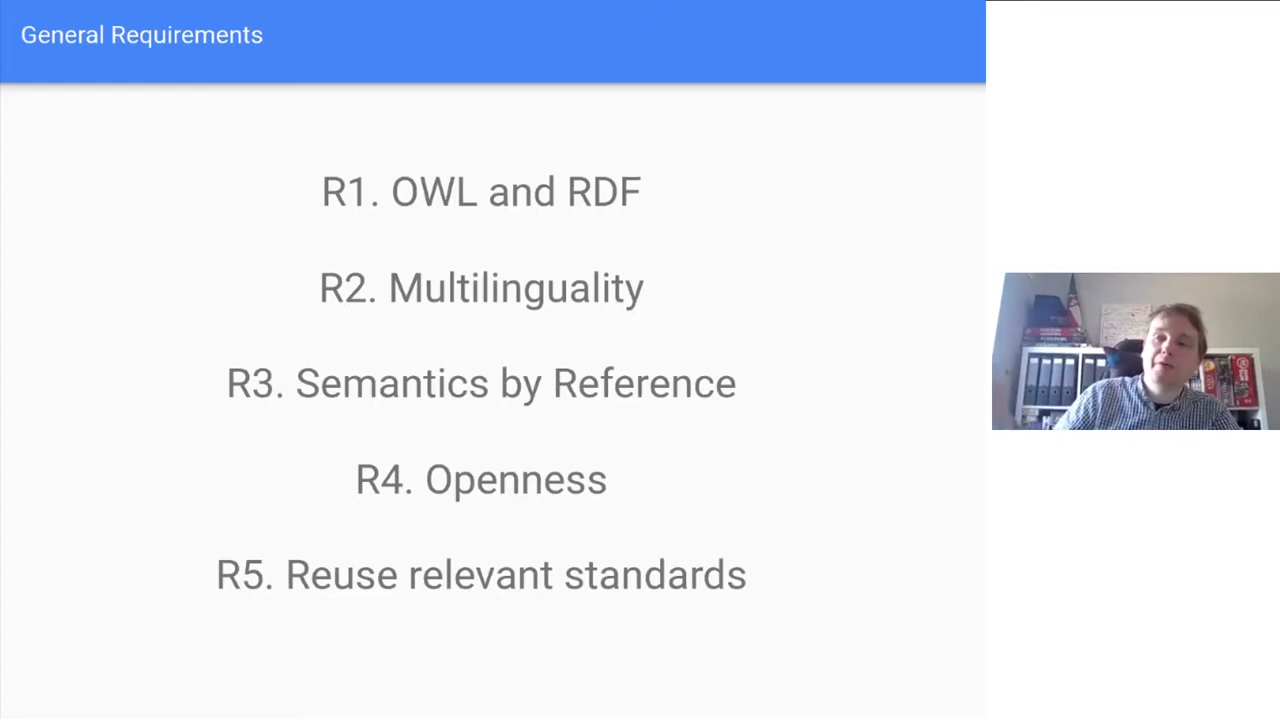 General Requirements
R1. OWL and RDF
R2. Multilinguality
R3. Semantics by Reference
R4. Openness
R5. Reuse relevant standards